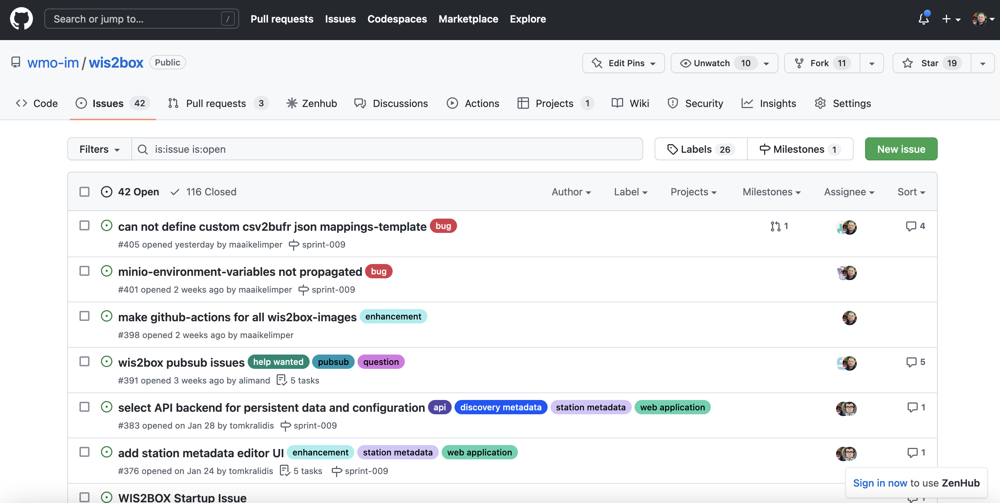 Search or jump to... / Pull requests Issues Codespaces Marketplace Explore
wmo-im / wis2box Public Edit Pins Unwatch 10 Fork 11 Star 19
Code Issues 42 Pull requests 3 Zenhub Discussions Actions Projects 1 Wiki Security Insights Settings
Filters is:issue is:open Labels 26 Milestones 1 New issue
42 Open 116 Closed Author Label Projects Milestones Assignee Sort
can not define custom csv2bufr json mappings-template bug 1 4
#405 opened yesterday by maaikelimper sprint-009
minio-environment-variables not propagated bug
#401 opened 2 weeks ago by maaikelimper sprint-009
make github-actions for all wis2box-images enhancement
#398 opened 2 weeks ago by maaikelimper
wis2box pubsub issues help wanted pubsub question 5
#391 opened 3 weeks ago by alimand 5 tasks
select API backend for persistent data and configuration api discovery metadata station metadata web application 1
#383 opened on Jan 28 by tomkralidis sprint-009
add station metadata editor UI enhancement station metadata web application 1
#376 opened on Jan 24 by tomkralidis 5 tasks sprint-009
Sign in now to use ZenHub
WIS2BOX Startup Issue